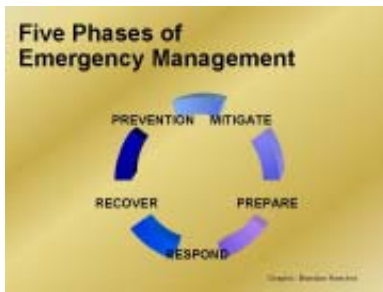 Five Phases of
Emergency Management
PREVENTION MITIGATE
RECOVER PREPARE
RESPOND